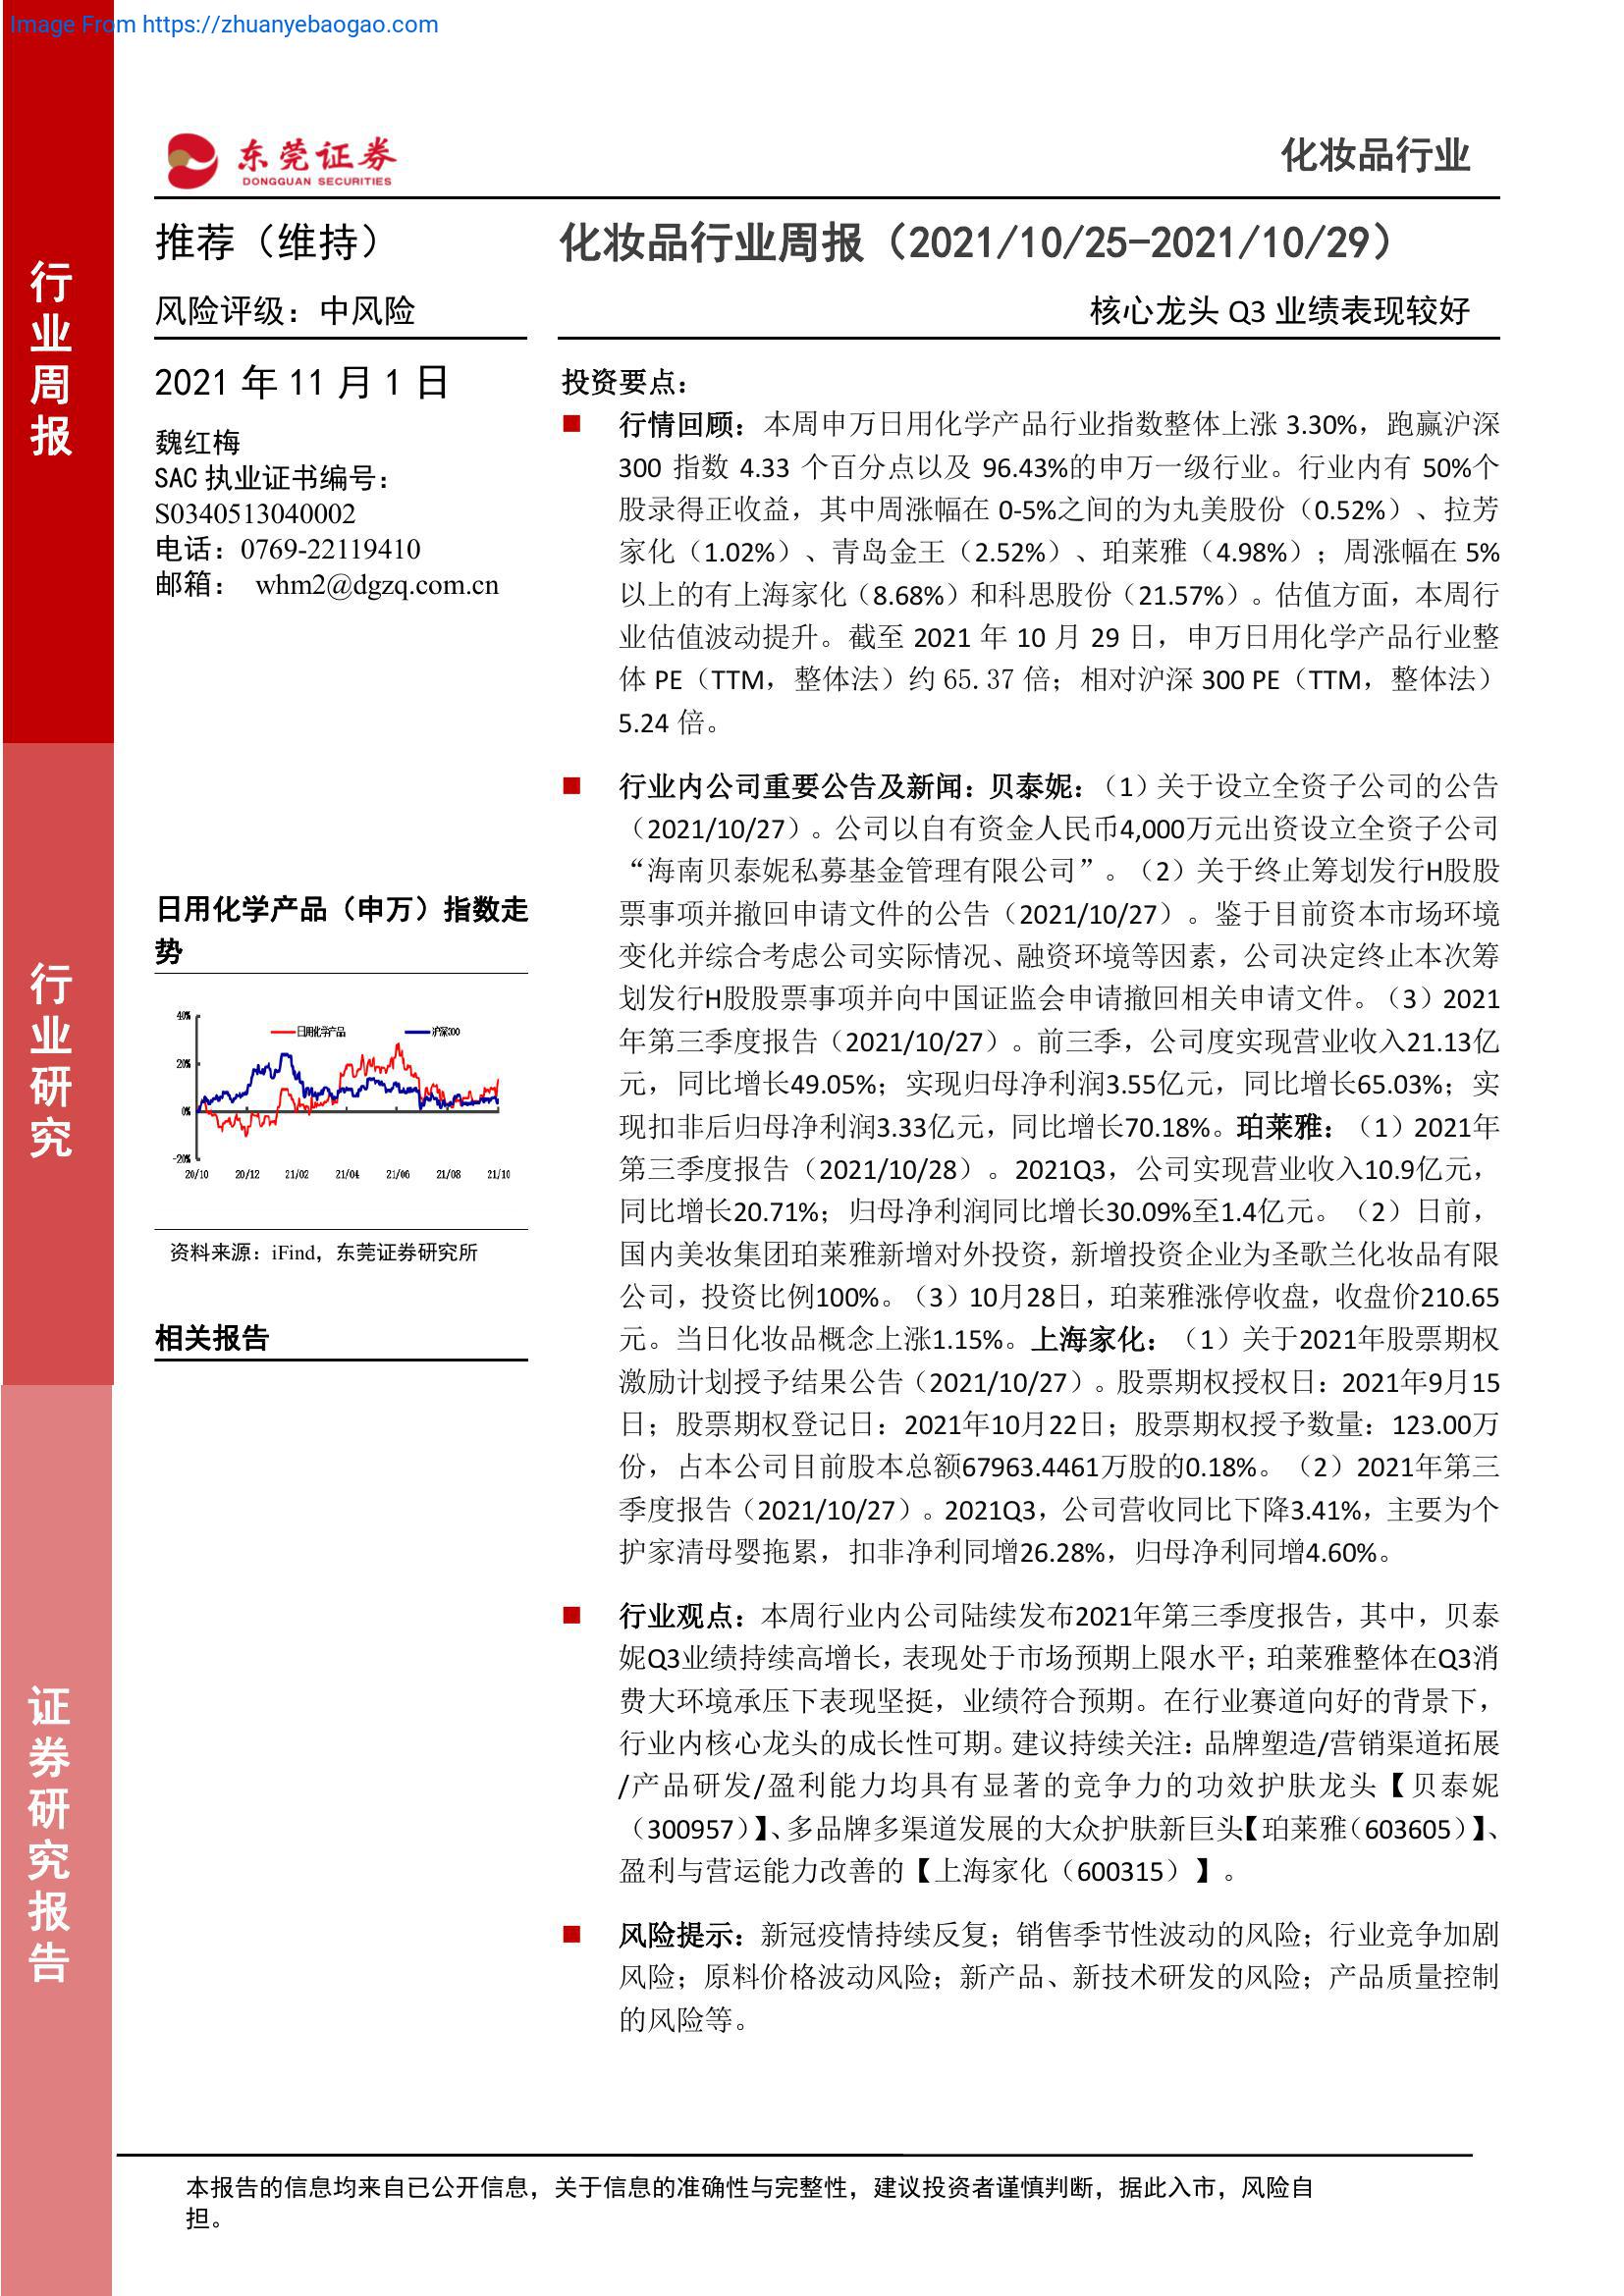 Image From https://zhuanyebaogao.com
行业周报
行业研究
证券研究报告
东莞证券
DONGGUAN SECURITIES
化妆品行业
推荐（维持）
风险评级：中风险
2021 年 11 月 1 日
魏红梅
SAC 执业证书编号：
S0340513040002
电话：0769-22119410
邮箱： whm2@dgzq.com.cn
日用化学产品（申万）指数走
势
40%
20%
0%
-20%
日用化学产品
沪深300
20/10 20/12 21/02 21/04 21/06 21/08 21/10
资料来源：iFind，东莞证券研究所
相关报告
化妆品行业周报（2021/10/25-2021/10/29）
核心龙头 Q3 业绩表现较好
投资要点：
■ 行情回顾：本周申万日用化学产品行业指数整体上涨 3.30%，跑赢沪深
300 指数 4.33 个百分点以及 96.43%的申万一级行业。行业内有 50%个
股录得正收益，其中周涨幅在 0-5%之间的为丸美股份（0.52%）、拉芳
家化（1.02%）、青岛金王（2.52%）、珀莱雅（4.98%）；周涨幅在 5%
以上的有上海家化（8.68%）和科思股份（21.57%）。估值方面，本周行
业估值波动提升。截至 2021 年 10 月 29 日，申万日用化学产品行业整
体 PE（TTM，整体法）约 65.37 倍；相对沪深 300 PE（TTM，整体法）
5.24 倍。
■ 行业内公司重要公告及新闻：贝泰妮：（1）关于设立全资子公司的公告
（2021/10/27）。公司以自有资金人民币4,000万元出资设立全资子公司
“海南贝泰妮私募基金管理有限公司”。（2）关于终止筹划发行H股股
票事项并撤回申请文件的公告（2021/10/27）。鉴于目前资本市场环境
变化并综合考虑公司实际情况、融资环境等因素，公司决定终止本次筹
划发行H股股票事项并向中国证监会申请撤回相关申请文件。（3）2021
年第三季度报告（2021/10/27）。前三季，公司度实现营业收入21.13亿
元，同比增长49.05%；实现归母净利润3.55亿元，同比增长65.03%；实
现扣非后归母净利润3.33亿元，同比增长70.18%。珀莱雅：（1）2021年
第三季度报告（2021/10/28）。2021Q3，公司实现营业收入10.9亿元，
同比增长20.71%；归母净利润同比增长30.09%至1.4亿元。（2）日前，
国内美妆集团珀莱雅新增对外投资，新增投资企业为圣歌兰化妆品有限
公司，投资比例100%。（3）10月28日，珀莱雅涨停收盘，收盘价210.65
元。当日化妆品概念上涨1.15%。上海家化：（1）关于2021年股票期权
激励计划授予结果公告（2021/10/27）。股票期权授权日：2021年9月15
日；股票期权登记日：2021年10月22日；股票期权授予数量：123.00万
份，占本公司目前股本总额67963.4461万股的0.18%。（2）2021年第三
季度报告（2021/10/27）。2021Q3，公司营收同比下降3.41%，主要为个
护家清母婴拖累，扣非净利同增26.28%，归母净利同增4.60%。
■ 行业观点：本周行业内公司陆续发布2021年第三季度报告，其中，贝泰
妮Q3业绩持续高增长，表现处于市场预期上限水平；珀莱雅整体在Q3消
费大环境承压下表现坚挺，业绩符合预期。在行业赛道向好的背景下，
行业内核心龙头的成长性可期。建议持续关注：品牌塑造/营销渠道拓展
/产品研发/盈利能力均具有显著的竞争力的功效护肤龙头【贝泰妮
（300957）】、多品牌多渠道发展的大众护肤新巨头【珀莱雅（603605）】、
盈利与营运能力改善的【上海家化（600315）】。
■ 风险提示：新冠疫情持续反复；销售季节性波动的风险；行业竞争加剧
风险；原料价格波动风险；新产品、新技术研发的风险；产品质量控制
的风险等。
本报告的信息均来自已公开信息，关于信息的准确性与完整性，建议投资者谨慎判断，据此入市，风险自
担。